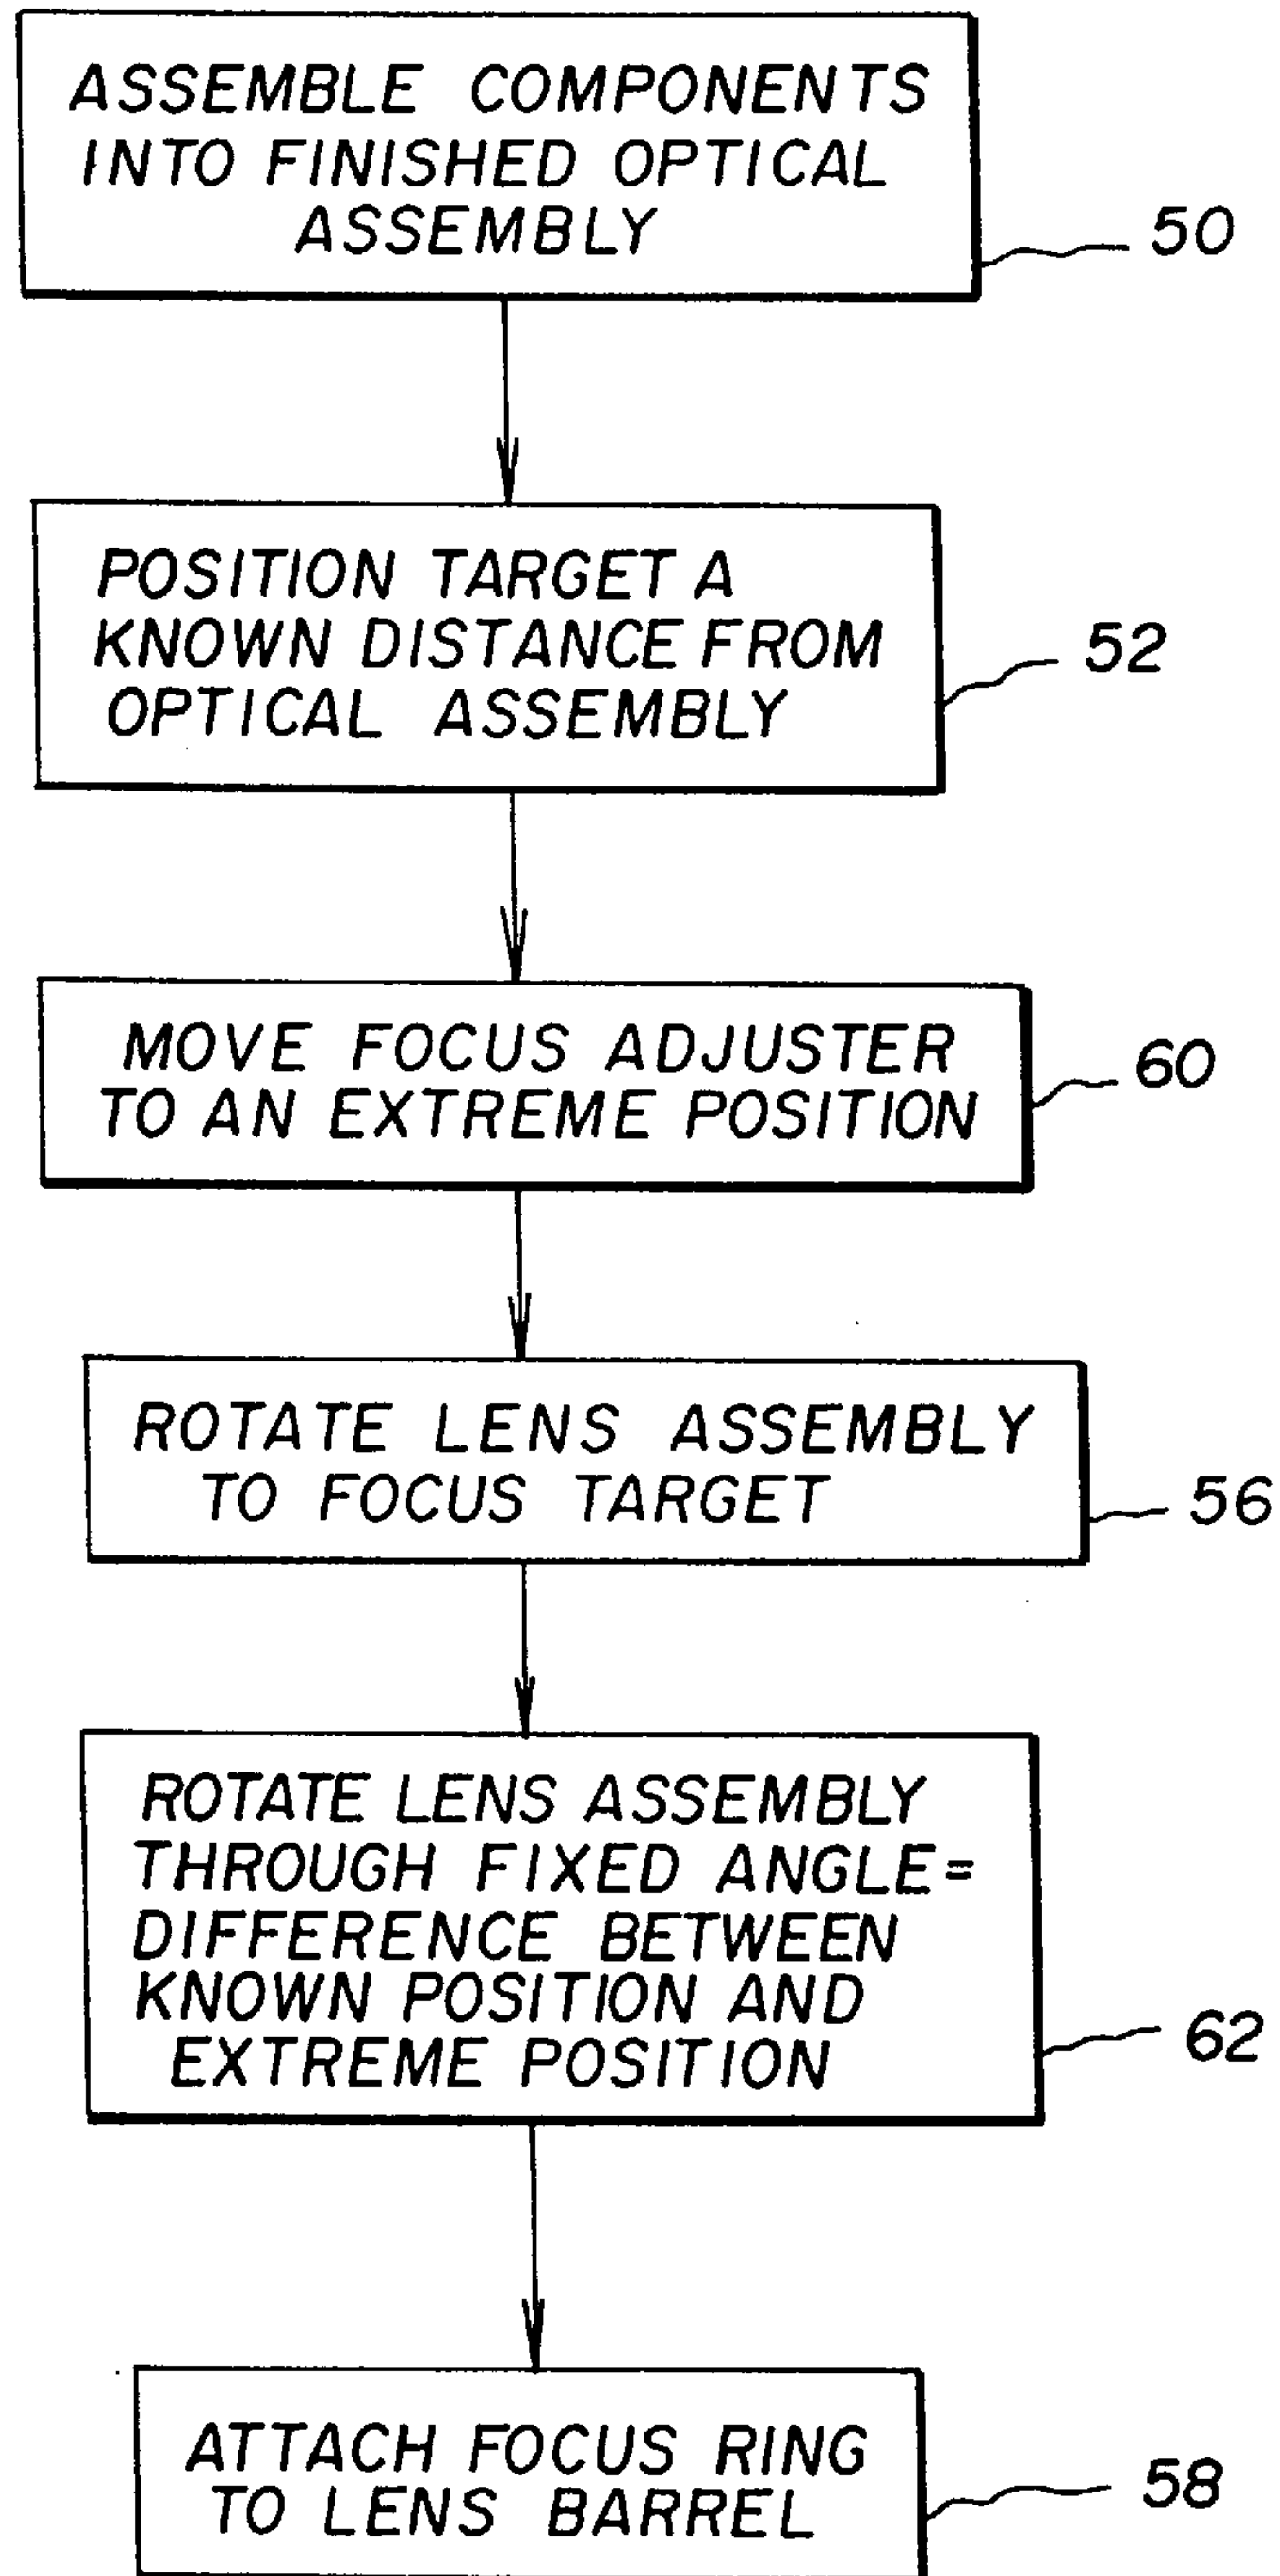 ASSEMBLE COMPONENTS
INTO FINISHED OPTICAL
ASSEMBLY
50
POSITION TARGET A
KNOWN DISTANCE FROM
OPTICAL ASSEMBLY
52
MOVE FOCUS ADJUSTER
TO AN EXTREME POSITION
60
ROTATE LENS ASSEMBLY
TO FOCUS TARGET
56
ROTATE LENS ASSEMBLY
THROUGH FIXED ANGLE=
DIFFERENCE BETWEEN
KNOWN POSITION AND
EXTREME POSITION
62
ATTACH FOCUS RING
TO LENS BARREL
58